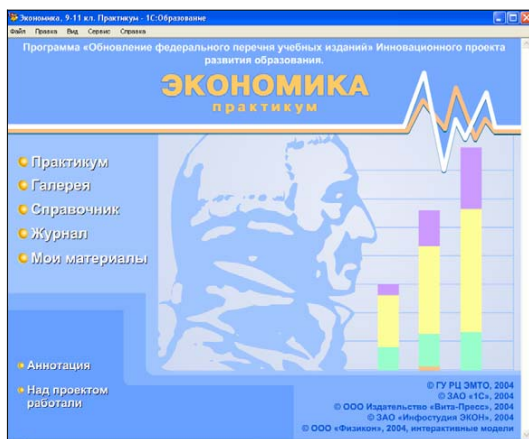 Экономика, 9-11 кл. Практикум - 1С:Образование
Файл Правка Вид Сервис Справка
Программа «Обновление федерального перечня учебных изданий» Инновационного проекта
развития образования.
ЭКОНОМИКА
практикум
Практикум
Галерея
Справочник
Журнал
Мои материалы
Аннотация
Над проектом
работали
© ГУ РЦ ЭМТО, 2004
© ЗАО «1С», 2004
© ООО Издательство «Вита-Пресс», 2004
© ЗАО «Инфостудия ЭКОН», 2004
© ООО «Физикон», 2004, интерактивные модели